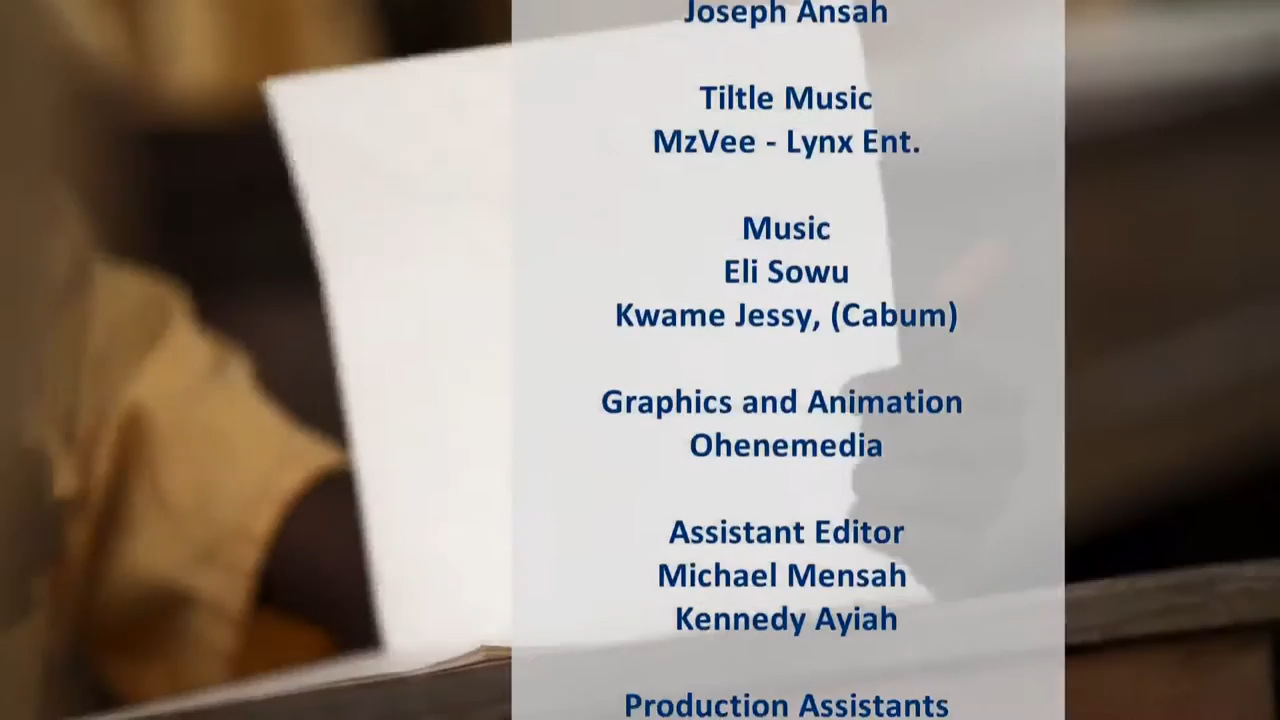 Joseph Ansah
Tiltle Music
MzVee - Lynx Ent.
Music
Eli Sowu
Kwame Jessy, (Cabum)
Graphics and Animation
Ohenemedia
Assistant Editor
Michael Mensah
Kennedy Ayiah
Production Assistants